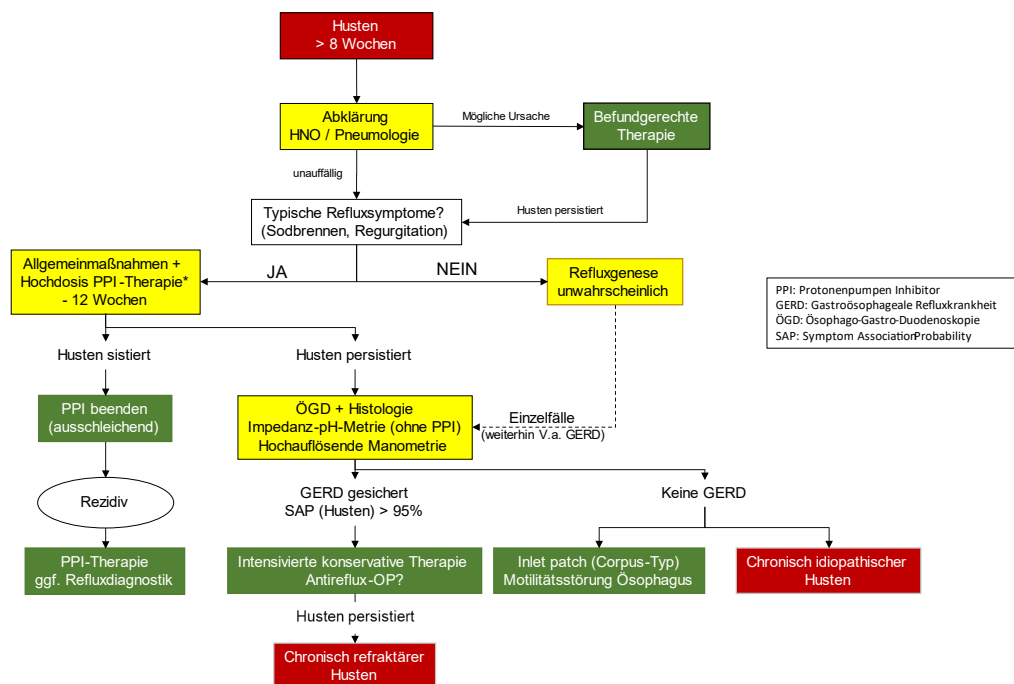 Husten
> 8 Wochen
Abklärung
HNO / Pneumologie
Mögliche Ursache
Befundgerechte
Therapie
unauffällig
Husten persistiert
Typische Refluxsymptome?
(Sodbrennen, Regurgitation)
JA
NEIN
Allgemeinmaßnahmen +
Hochdosis PPI-Therapie*
- 12 Wochen
Refluxgenese
unwahrscheinlich
PPI: Protonenpumpen Inhibitor
GERD: Gastroösophageale Refluxkrankheit
ÖGD: Ösophago-Gastro-Duodenoskopie
SAP: Symptom Association Probability
Husten sistiert
Husten persistiert
PPI beenden
(ausschleichend)
ÖGD + Histologie
Impedanz-pH-Metrie (ohne PPI)
Hochauflösende Manometrie
Einzelfälle
(weiterhin V.a. GERD)
Rezidiv
GERD gesichert
SAP (Husten) > 95%
Keine GERD
PPI-Therapie
ggf. Refluxdiagnostik
Intensivierte konservative Therapie
Antireflux-OP?
Inlet patch (Corpus-Typ)
Motilitätsstörung Ösophagus
Chronisch idiopathischer
Husten
Husten persistiert
Chronisch refraktärer
Husten